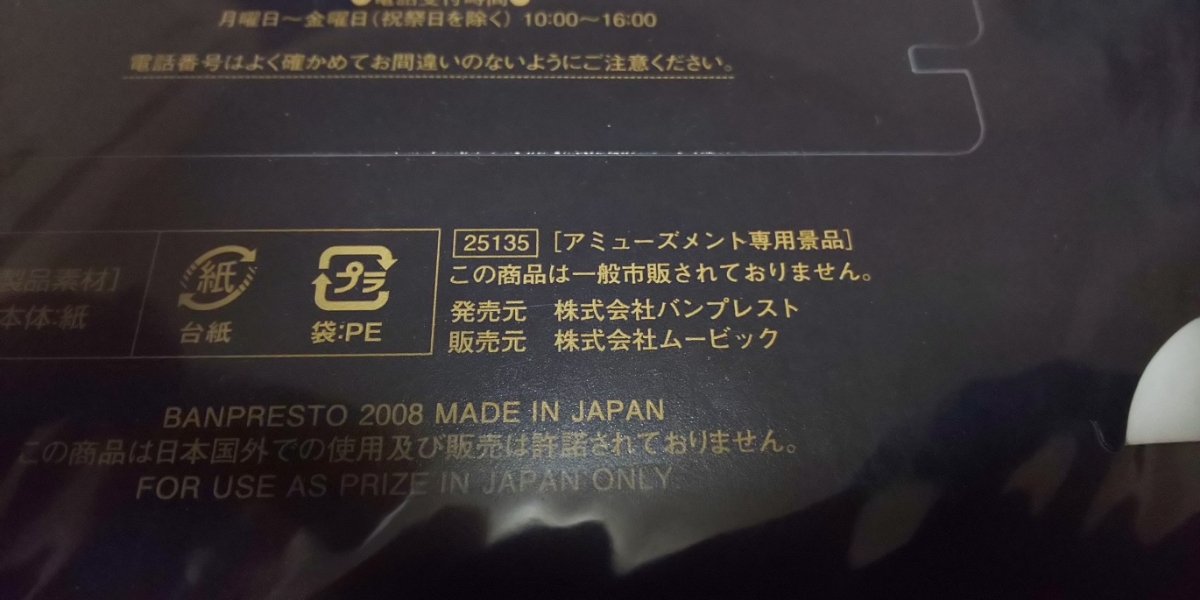 ●電話受付時間●
月曜日～金曜日(祝祭日を除く) 10:00～16:00
電話番号はよく確かめてお間違いのないようにご注意ください。
製品素材]
本体:紙
紙
台紙
プラ
袋:PE
25135 [アミューズメント専用景品]
この商品は一般市販されておりません。
発売元 株式会社バンプレスト
販売元 株式会社ムービック
BANPRESTO 2008 MADE IN JAPAN
この商品は日本国外での使用及び販売は許諾されておりません。
FOR USE AS PRIZE IN JAPAN ONLY